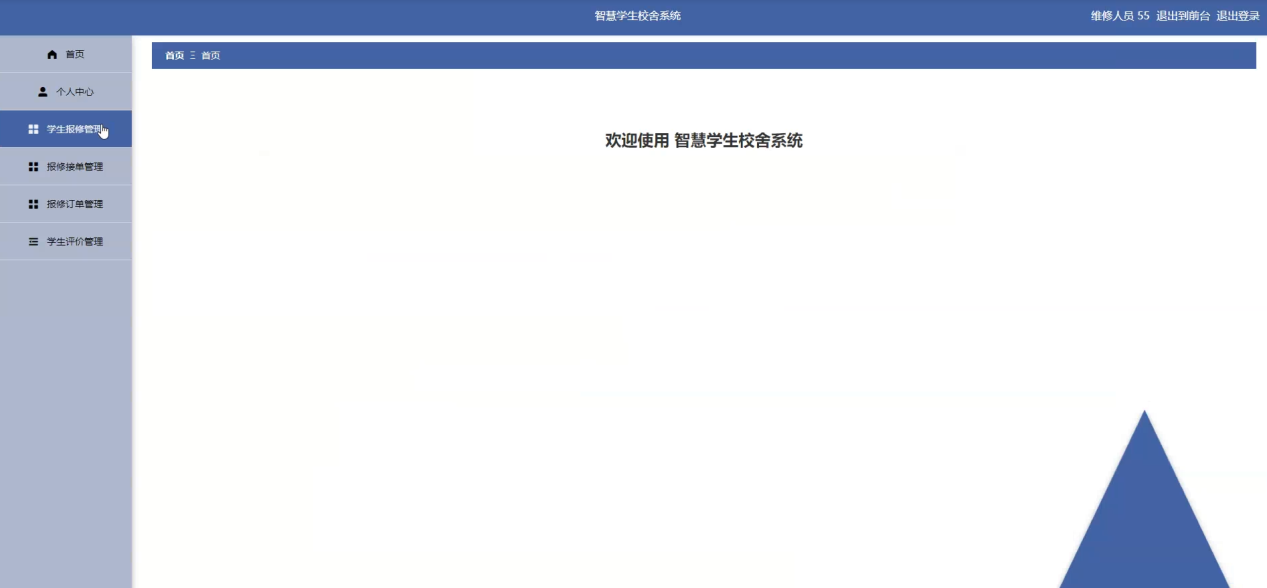 智慧学生校舍系统
维修人员 55 退出到前台 退出登录
首页
个人中心
学生报修管理
报修接单管理
报修订单管理
学生评价管理
首页 Ξ 首页
欢迎使用 智慧学生校舍系统